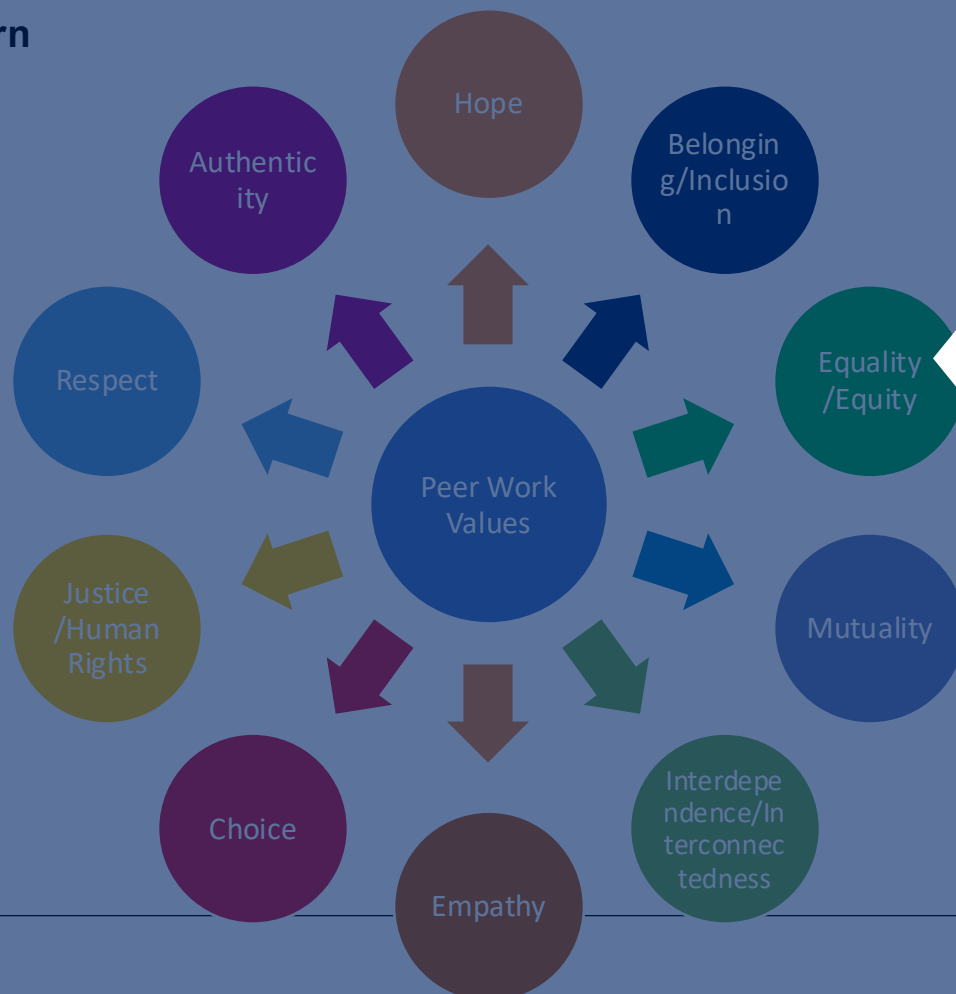 rn
Hope
Authentic
ity
Belongin
g/Inclusio
n
Respect
Equality
/Equity
Peer Work
Values
Justice
/Human
Rights
Mutuality
Choice
Interdepe
ndence/In
terconnec
tedness
Empathy